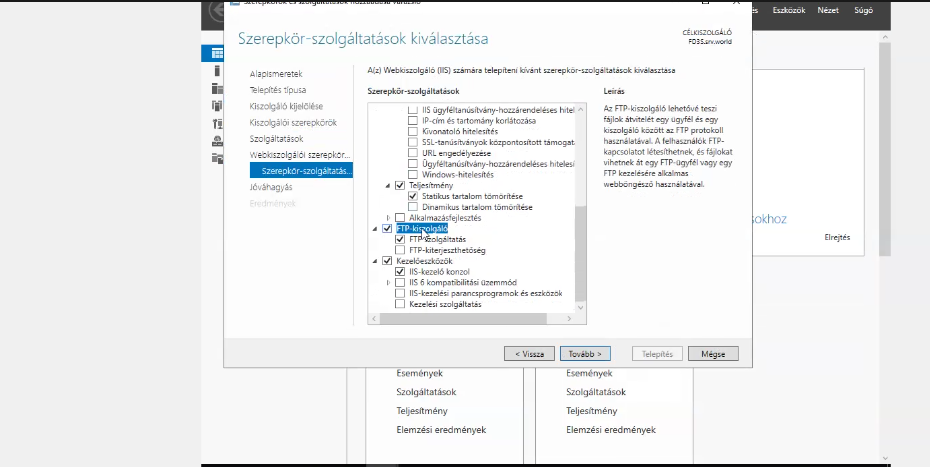 Szerepkörök és szolgáltatások hozzáadása varázsló
Eszközök Nézet Súgó
Szerepkör-szolgáltatások kiválasztása
CÉLKISZOLGÁLÓ
FD35.srv.world
Alapismeretek
Telepítés típusa
Kiszolgáló kijelölése
Kiszolgálói szerepkörök
Szolgáltatások
Webkiszolgálói szerepkör...
Szerepkör-szolgáltatás...
Jóváhagyás
Eredmények
A(z) Webkiszolgáló (IIS) számára telepíteni kívánt szerepkör-szolgáltatások kiválasztása
Szerepkör-szolgáltatások
IIS ügyféltanúsítvány-hozzárendeléses hitel
IP-cím és tartomány korlátozása
Kivonatoló hitelesítés
SSL-tanúsítványok központosított támogatá
URL engedélyezése
Ügyféltanúsítvány-hozzárendeléses hitelesí
Windows-hitelesítés
Teljesítmény
Statikus tartalom tömörítése
Dinamikus tartalom tömörítése
Alkalmazásfejlesztés
FTP-kiszolgáló
FTP-szolgáltatás
FTP-kiterjeszthetőség
Kezelőeszközök
IIS-kezelő konzol
IIS 6 kompatibilitási üzemmód
IIS-kezelési parancsprogramok és eszközök
Kezelési szolgáltatás
Leírás
Az FTP-kiszolgáló lehetővé teszi
fájlok átvitelét egy ügyfél és egy
kiszolgáló között az FTP protokoll
használatával. A felhasználók FTP-
kapcsolatot létesíthetnek, és fájlokat
vihetnek át egy FTP-ügyfél vagy egy
FTP kezelésére alkalmas
webböngésző használatával.
sokhoz
Elrejtés
< Vissza
Tovább >
Telepítés
Mégse
Események
Szolgáltatások
Teljesítmény
Elemzési eredmények
Események
Szolgáltatások
Teljesítmény
Elemzési eredmények